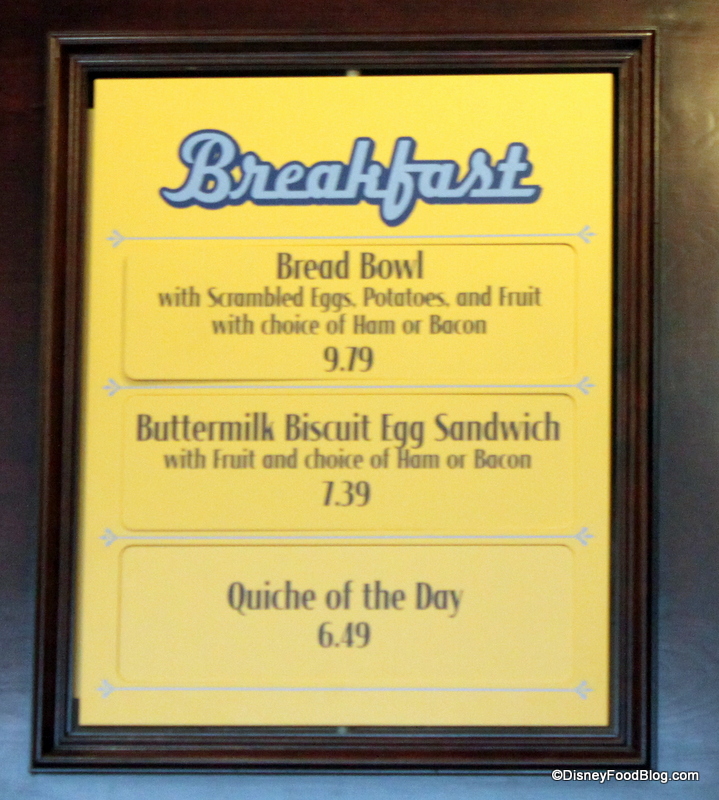 Breakfast
Bread Bowl
with Scrambled Eggs, Potatoes, and Fruit
with choice of Ham or Bacon
9.79
Buttermilk Biscuit Egg Sandwich
with Fruit and choice of Ham or Bacon
7.39
Quiche of the Day
6.49
©DisneyFoodBlog.com